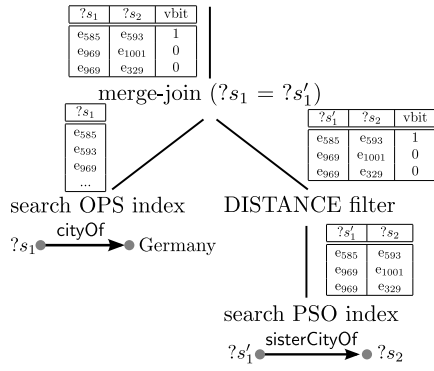 ?s₁ ?s₂ vbit
e₅₈₅ e₅₉₃ 1
e₉₆₉ e₁₀₀₁ 0
e₉₆₉ e₃₂₉ 0
merge-join (?s₁ = ?s′₁)
?s₁
e₅₈₅
e₅₉₃
e₉₆₉
...
?s′₁ ?s₂ vbit
e₅₈₅ e₅₉₃ 1
e₉₆₉ e₁₀₀₁ 0
e₉₆₉ e₃₂₉ 0
search OPS index
DISTANCE filter
cityOf
?s₁ Germany
?s′₁ ?s₂
e₅₈₅ e₅₉₃
e₉₆₉ e₁₀₀₁
e₉₆₉ e₃₂₉
search PSO index
sisterCityOf
?s′₁ ?s₂